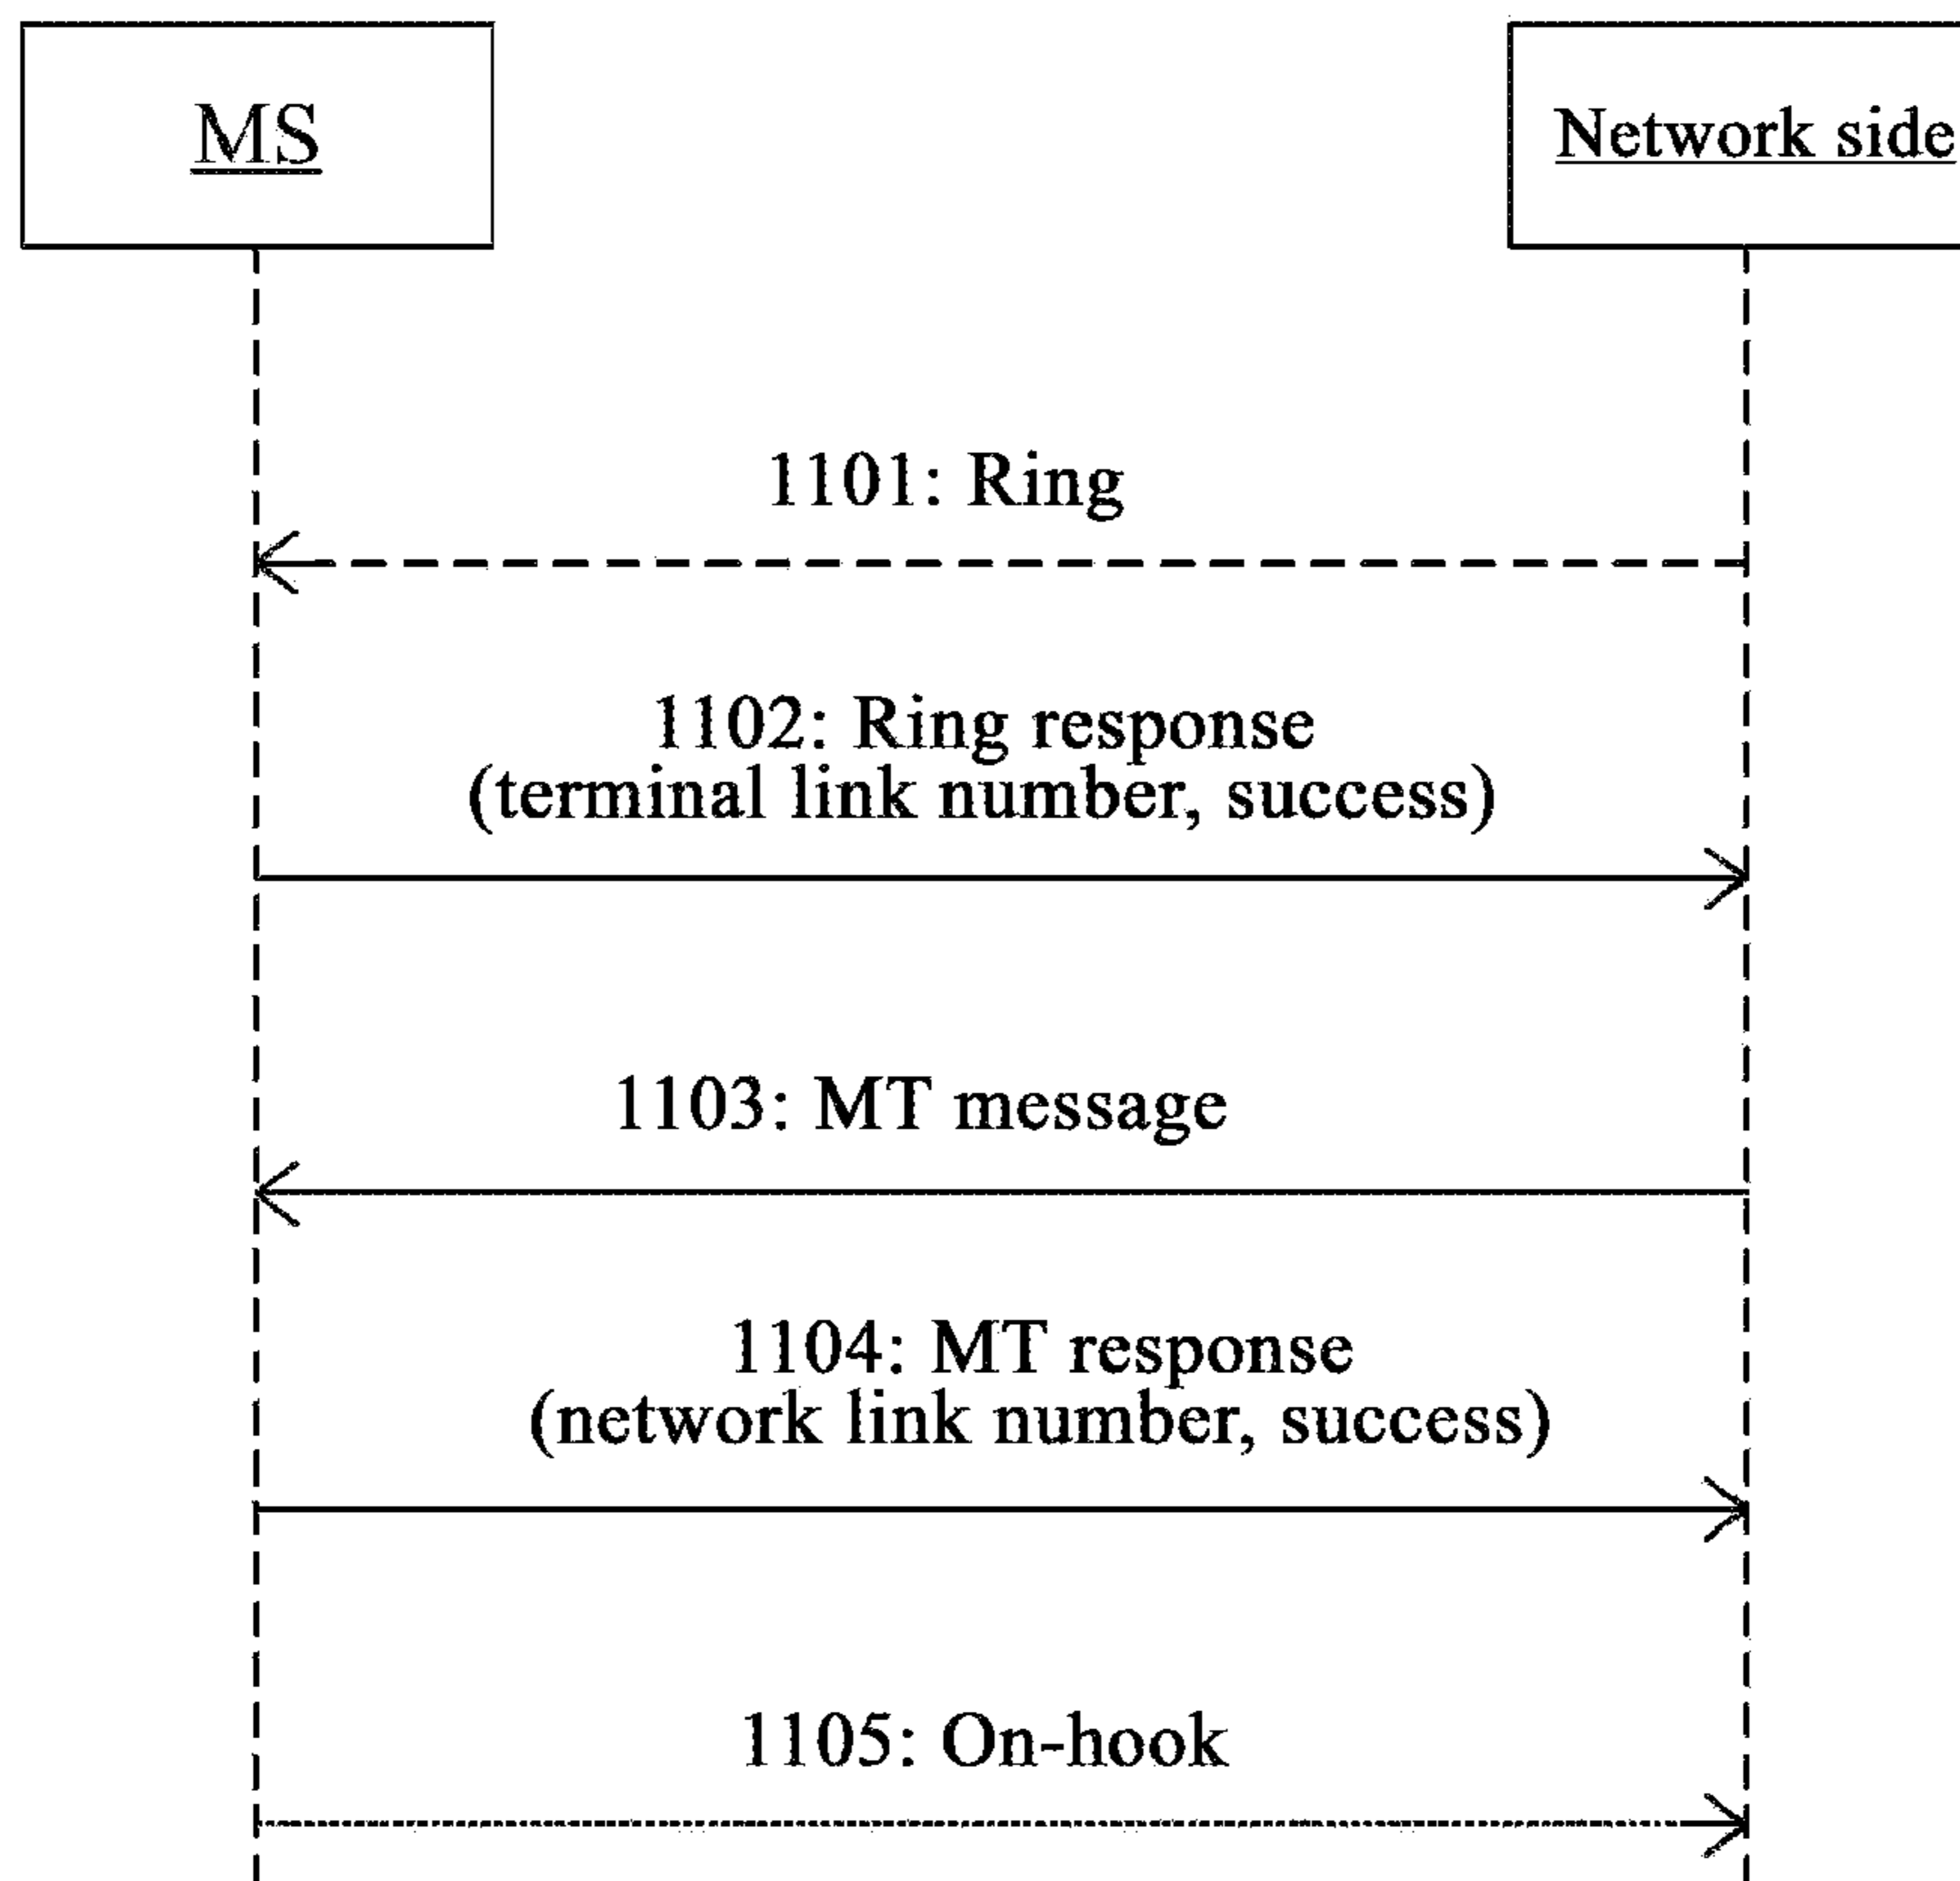 MS
Network side
1101: Ring
1102: Ring response
(terminal link number, success)
1103: MT message
1104: MT response
(network link number, success)
1105: On-hook